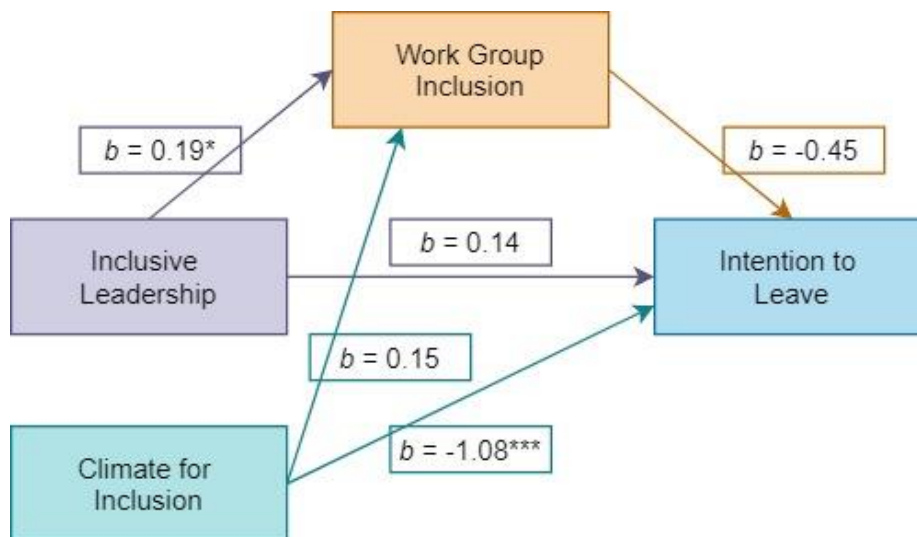 Work Group
Inclusion
b = 0.19*
b = -0.45
Inclusive
Leadership
b = 0.14
Intention to
Leave
b = 0.15
b = -1.08***
Climate for
Inclusion